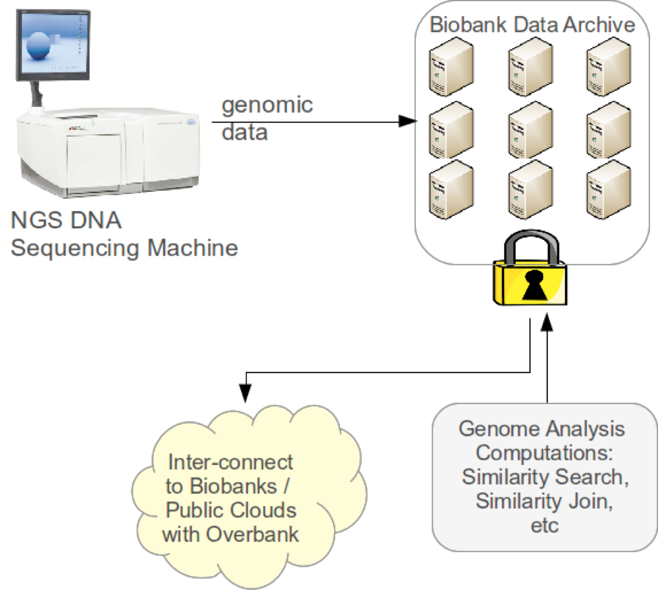 Biobank Data Archive
genomic
data
NGS DNA
Sequencing Machine
Inter-connect
to Biobanks /
Public Clouds
with Overbank
Genome Analysis
Computations:
Similarity Search,
Similarity Join,
etc